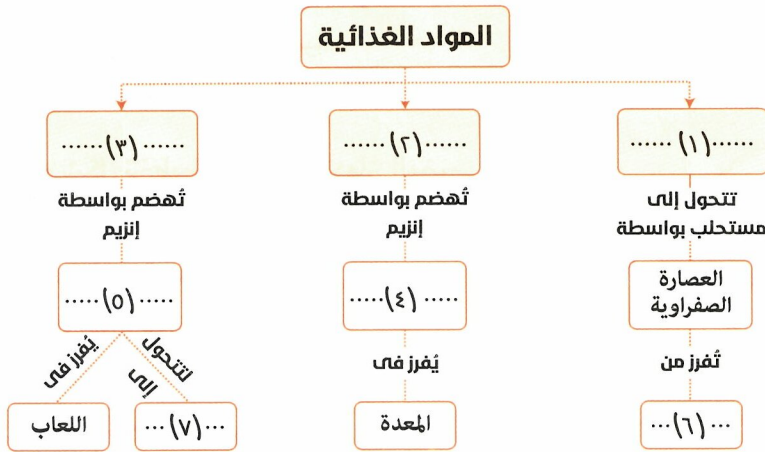 المواد الغذائية
......(١)......
......(٢)......
......(٣)......
تتحول إلى
مستحلب بواسطة
تُهضم بواسطة
إنزيم
تُهضم بواسطة
إنزيم
العصارة
الصفراوية
.....(٤).....
.....(٥).....
تُفرز من
يُفرز فى
لتتحول
إلى
يُفرز فى
...(٦)...
المعدة
...(٧)...
اللعاب